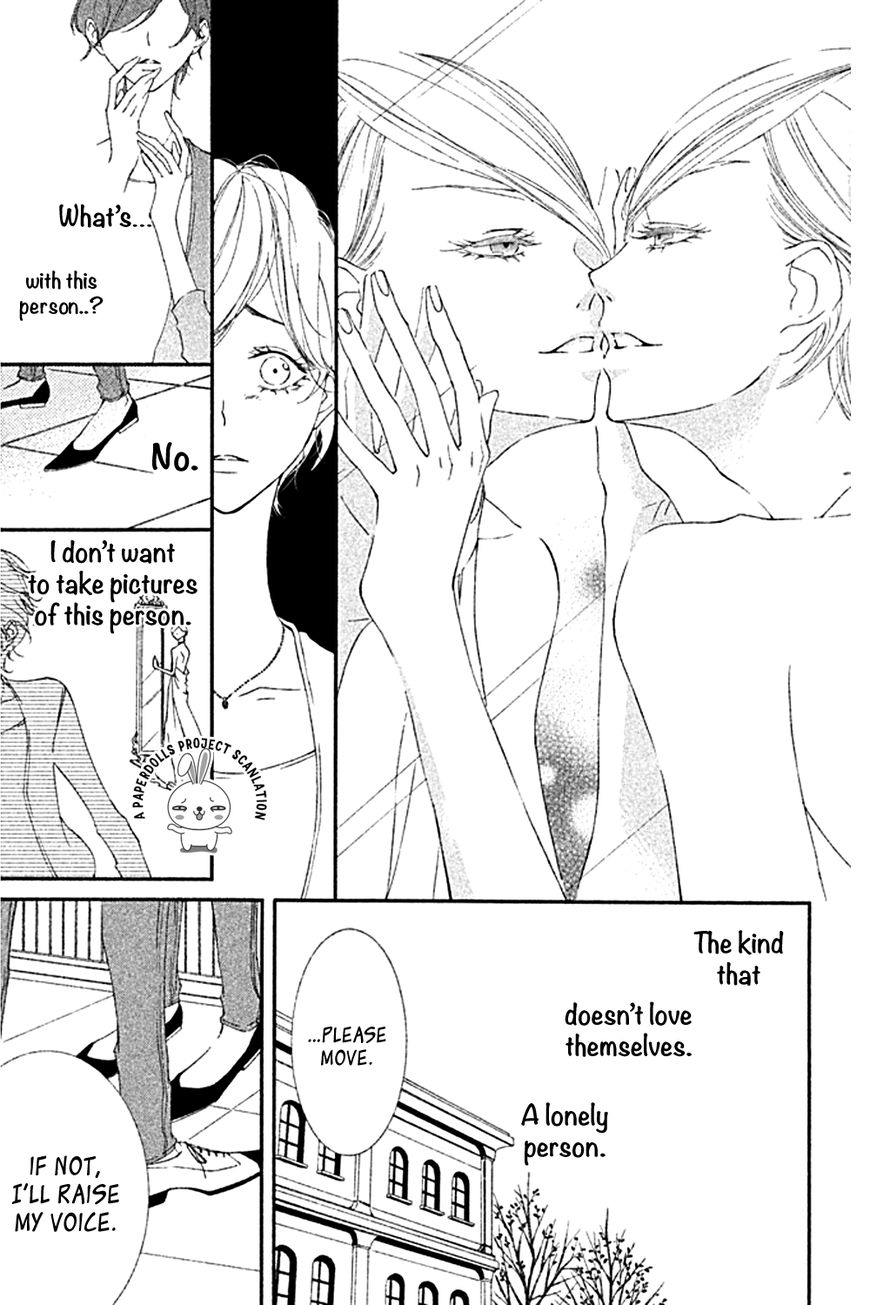 What's...
with this
person..?
No.
I don't want
to take pictures
of this person.
A PAPERDOLLS PROJECT SCANLATION
The kind
that
doesn't love
themselves.
A lonely
person.
...PLEASE
MOVE.
IF NOT,
I'LL RAISE
MY VOICE.